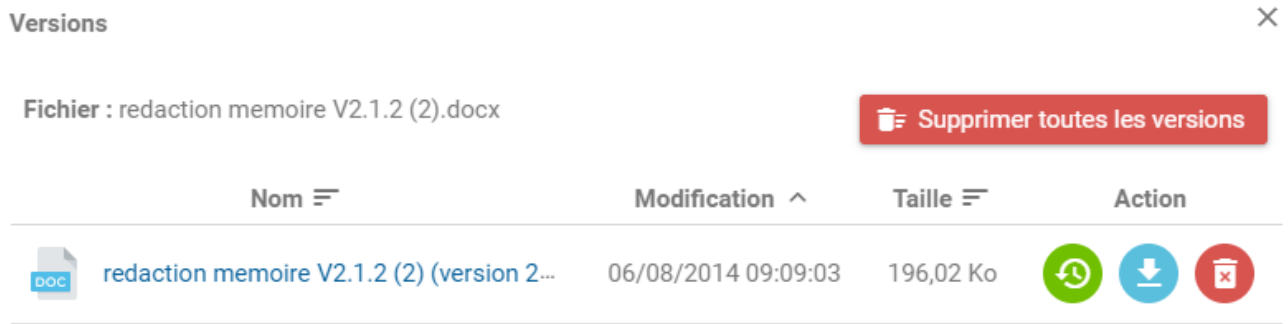 Versions
Fichier : redaction memoire V2.1.2 (2).docx
Supprimer toutes les versions
Nom Modification Taille Action
DOC redaction memoire V2.1.2 (2) (version 2... 06/08/2014 09:09:03 196,02 Ko